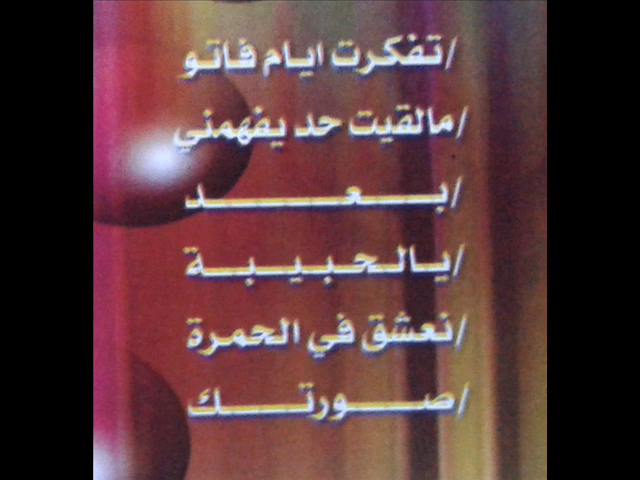 /تفكرت ايام فاتو
/مالقيت حد يفهمني
/بعد
/يالحبيبة
/نعشق في الحمرة
/صورتك